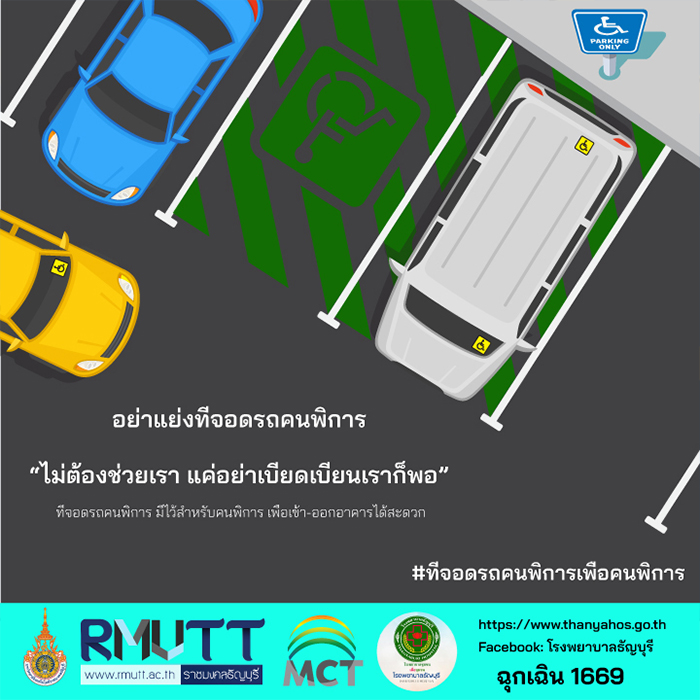 PARKING
ONLY
อย่าแย่งที่จอดรถคนพิการ
“ไม่ต้องช่วยเรา แค่อย่าเบียดเบียนเราก็พอ”
ที่จอดรถคนพิการ มีไว้สำหรับคนพิการ เพื่อเข้า-ออกอาคารได้สะดวก
#ที่จอดรถคนพิการเพื่อคนพิการ
RMUTT
www.rmutt.ac.th ราชมงคลธัญบุรี
MCT
โรงพยาบาลธัญบุรี
https://www.thanyahos.go.th
Facebook: โรงพยาบาลธัญบุรี
ฉุกเฉิน 1669